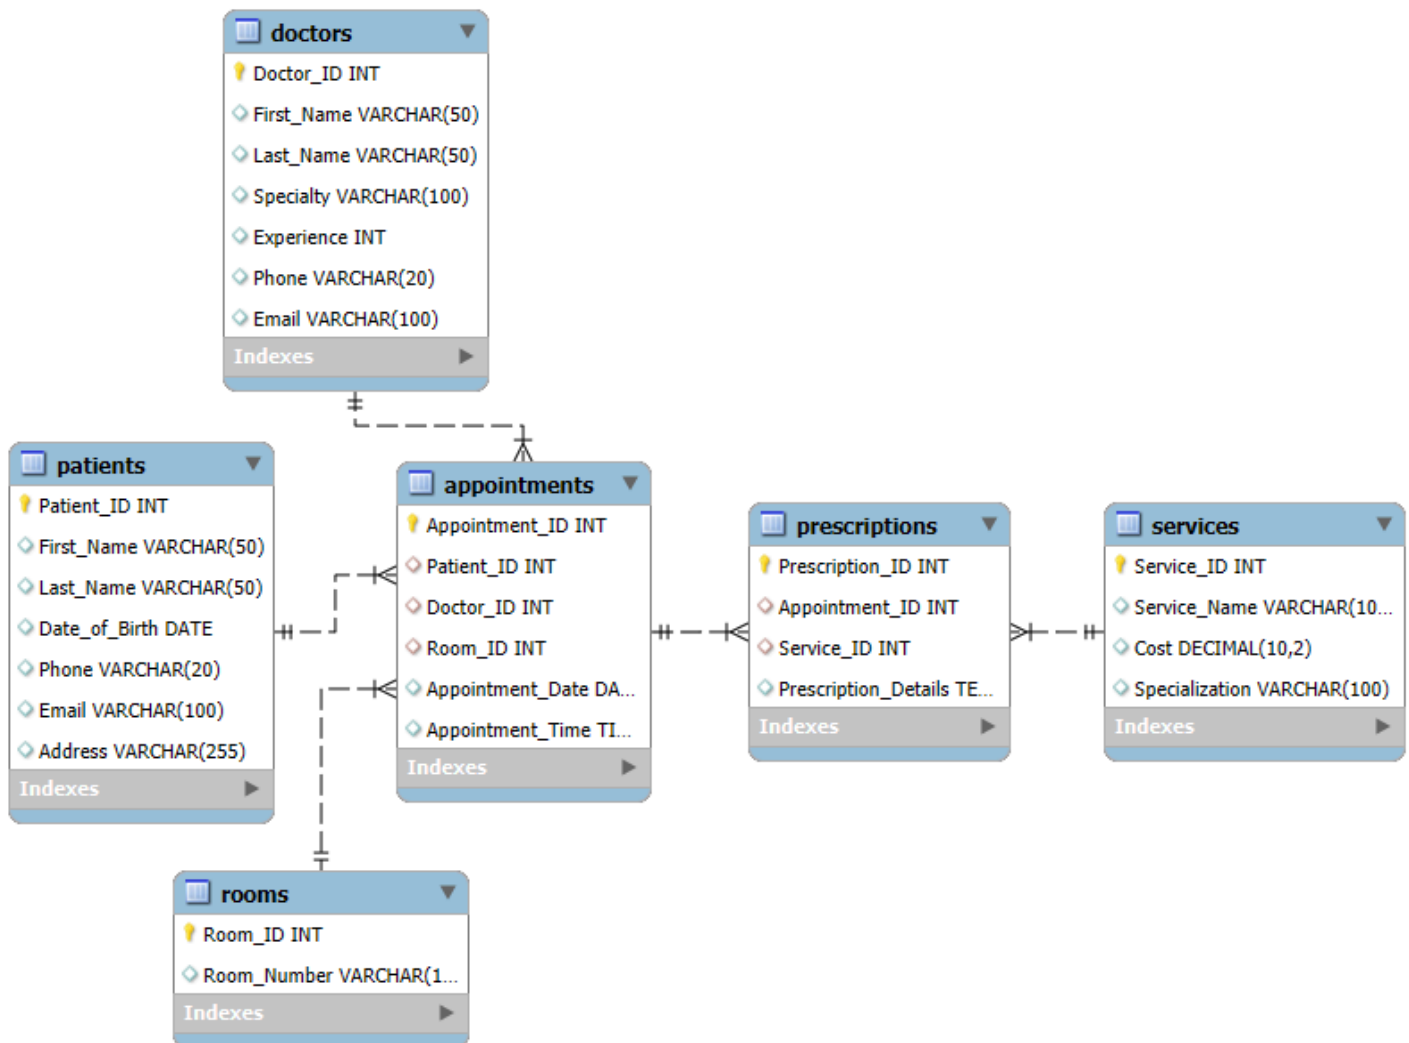 doctors
Doctor_ID INT
First_Name VARCHAR(50)
Last_Name VARCHAR(50)
Specialty VARCHAR(100)
Experience INT
Phone VARCHAR(20)
Email VARCHAR(100)
Indexes
patients
Patient_ID INT
First_Name VARCHAR(50)
Last_Name VARCHAR(50)
Date_of_Birth DATE
Phone VARCHAR(20)
Email VARCHAR(100)
Address VARCHAR(255)
Indexes
appointments
Appointment_ID INT
Patient_ID INT
Doctor_ID INT
Room_ID INT
Appointment_Date DA...
Appointment_Time TI...
Indexes
prescriptions
Prescription_ID INT
Appointment_ID INT
Service_ID INT
Prescription_Details TE...
Indexes
services
Service_ID INT
Service_Name VARCHAR(10...
Cost DECIMAL(10,2)
Specialization VARCHAR(100)
Indexes
rooms
Room_ID INT
Room_Number VARCHAR(1...
Indexes